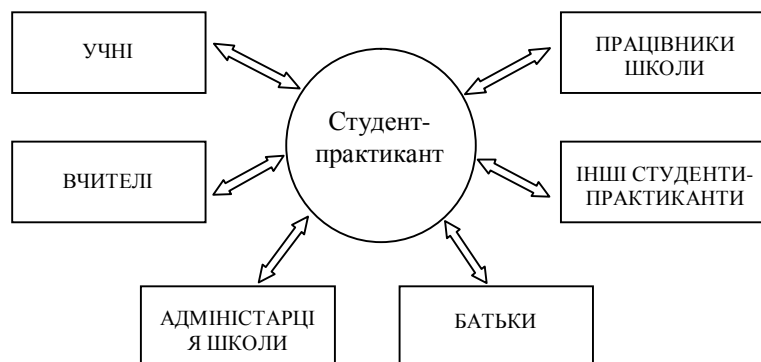 УЧНІ
ПРАЦІВНИКИ
ШКОЛИ
Студент-
практикант
ВЧИТЕЛІ
ІНШІ СТУДЕНТИ-
ПРАКТИКАНТИ
АДМІНІСТАРЦІ
Я ШКОЛИ
БАТЬКИ